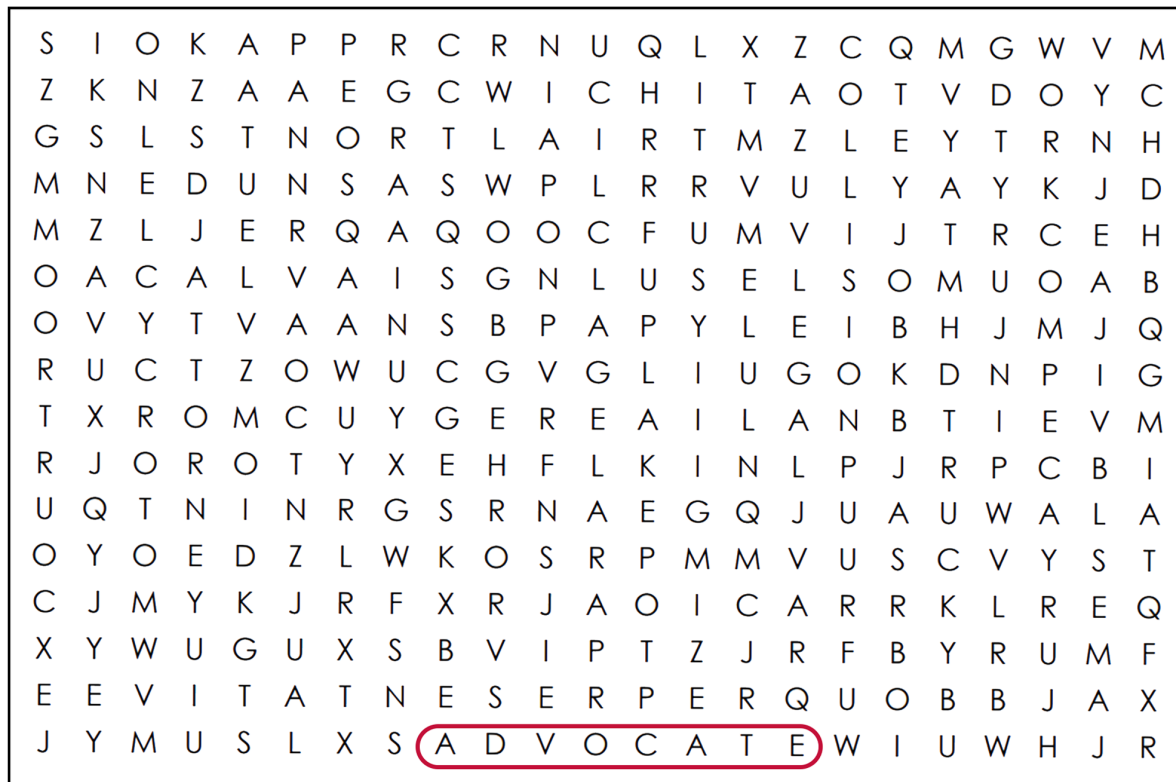 S I O K A P P R C R N U Q L X Z C Q M G W V M
Z K N Z A A E G C W I C H I T A O T V D O Y C
G S L S T N O R T L A I R T M Z L E Y T R N H
M N E D U N S A S W P L R R V U L Y A Y K J D
M Z L J E R Q A Q O O C F U M V I J T R C E H
O A C A L V A I S G N L U S E L S O M U O A B
O V Y T V A A N S B P A P Y L E I B H J M J Q
R U C T Z O W U C G V G L I U G O K D N P I G
T X R O M C U Y G E R E A I L A N B T I E V M
R J O R O T Y X E H F L K I N L P J R P C B I
U Q T N I N R G S R N A E G Q J U A U W A L A
O Y O E D Z L W K O S R P M M V U S C V Y S T
C J M Y K J R F X R J A O I C A R R K L R E Q
X Y W U G U X S B V I P T Z J R F B Y R U M F
E E V I T A T N E S E R P E R Q U O B B J A X
J Y M U S L X S A D V O C A T E W I U W H J R